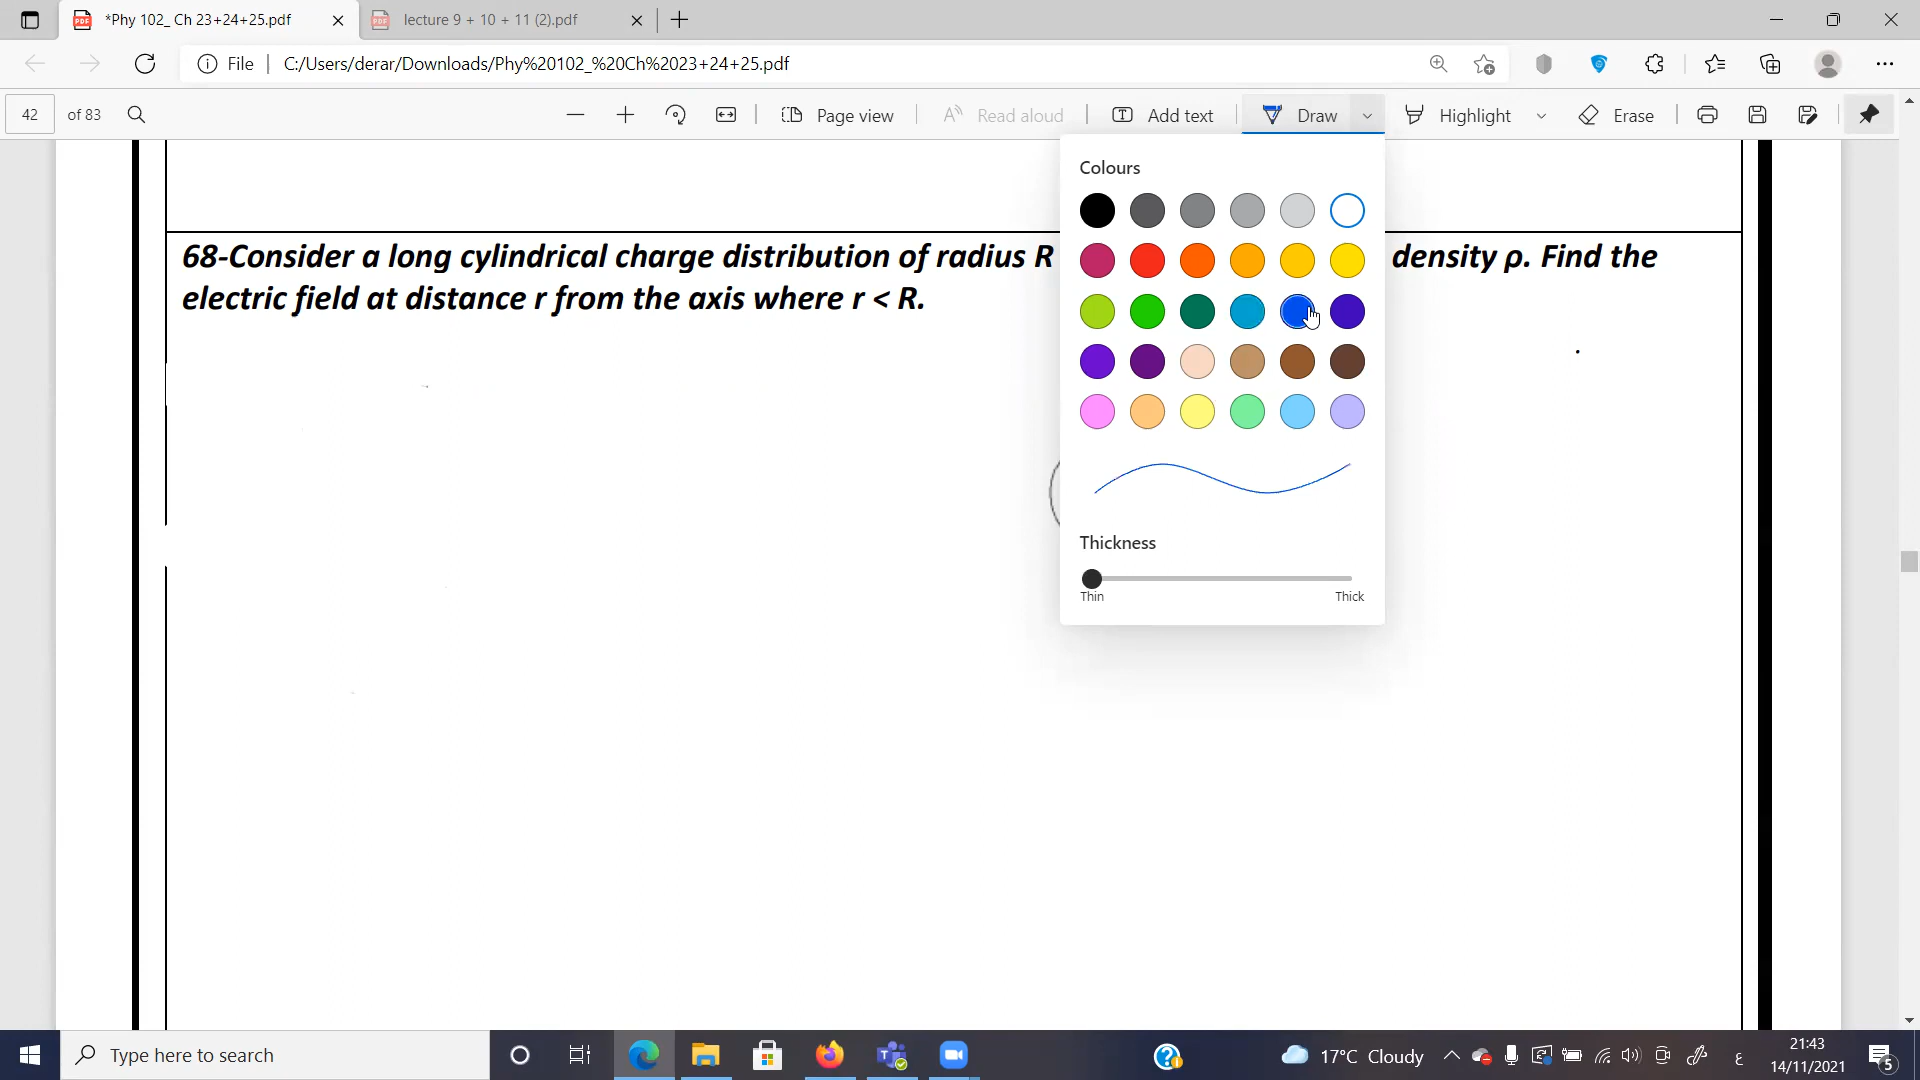 *Phy 102_ Ch 23+24+25.pdf
lecture 9 + 10 + 11 (2).pdf
File
C:/Users/derar/Downloads/Phy%20102_%20Ch%2023+24+25.pdf
42 of 83
Page view
Read aloud
Add text
Draw
Highlight
Erase
Colours
68-Consider a long cylindrical charge distribution of radius R density ρ. Find the
electric field at distance r from the axis where r < R.
Thickness
Thin Thick
Type here to search
17°C Cloudy
ع
21:43
14/11/2021
5